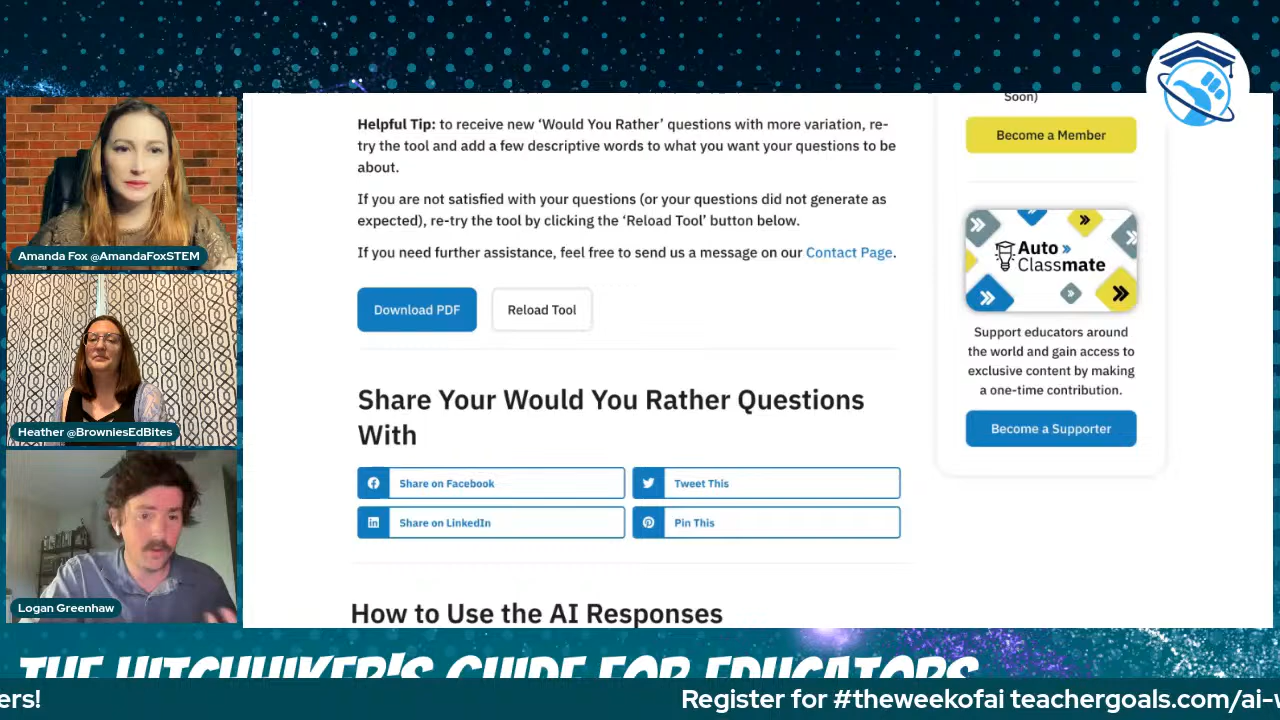 Soon)
Become a Member
Helpful Tip: to receive new ‘Would You Rather’ questions with more variation, re-
try the tool and add a few descriptive words to what you want your questions to be
about.
If you are not satisfied with your questions (or your questions did not generate as
expected), re-try the tool by clicking the ‘Reload Tool’ button below.
If you need further assistance, feel free to send us a message on our Contact Page.
Download PDF
Reload Tool
Auto
Classmate
Support educators around
the world and gain access to
exclusive content by making
a one-time contribution.
Become a Supporter
Share Your Would You Rather Questions
With
Share on Facebook
Tweet This
Share on LinkedIn
Pin This
How to Use the AI Responses
Amanda Fox @AmandaFoxSTEM
Heather @BrowniesEdBites
Logan Greenhaw
THE HITCHHIKER'S GUIDE FOR EDUCATORS
ers!
Register for #theweekofai teachergoals.com/ai-w